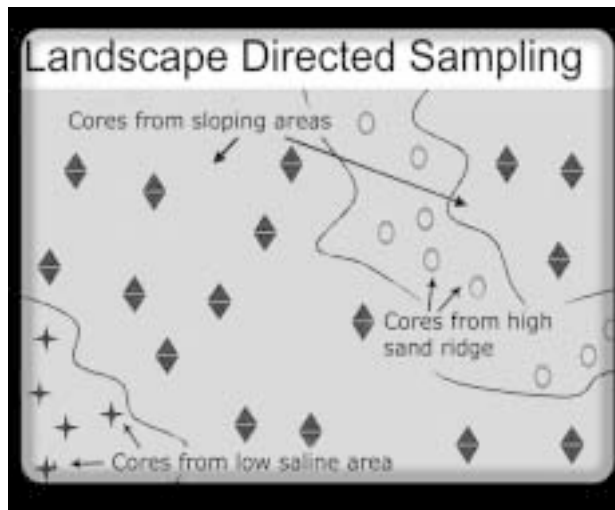 Landscape Directed Sampling
Cores from sloping areas
Cores from high
sand ridge
Cores from low saline area